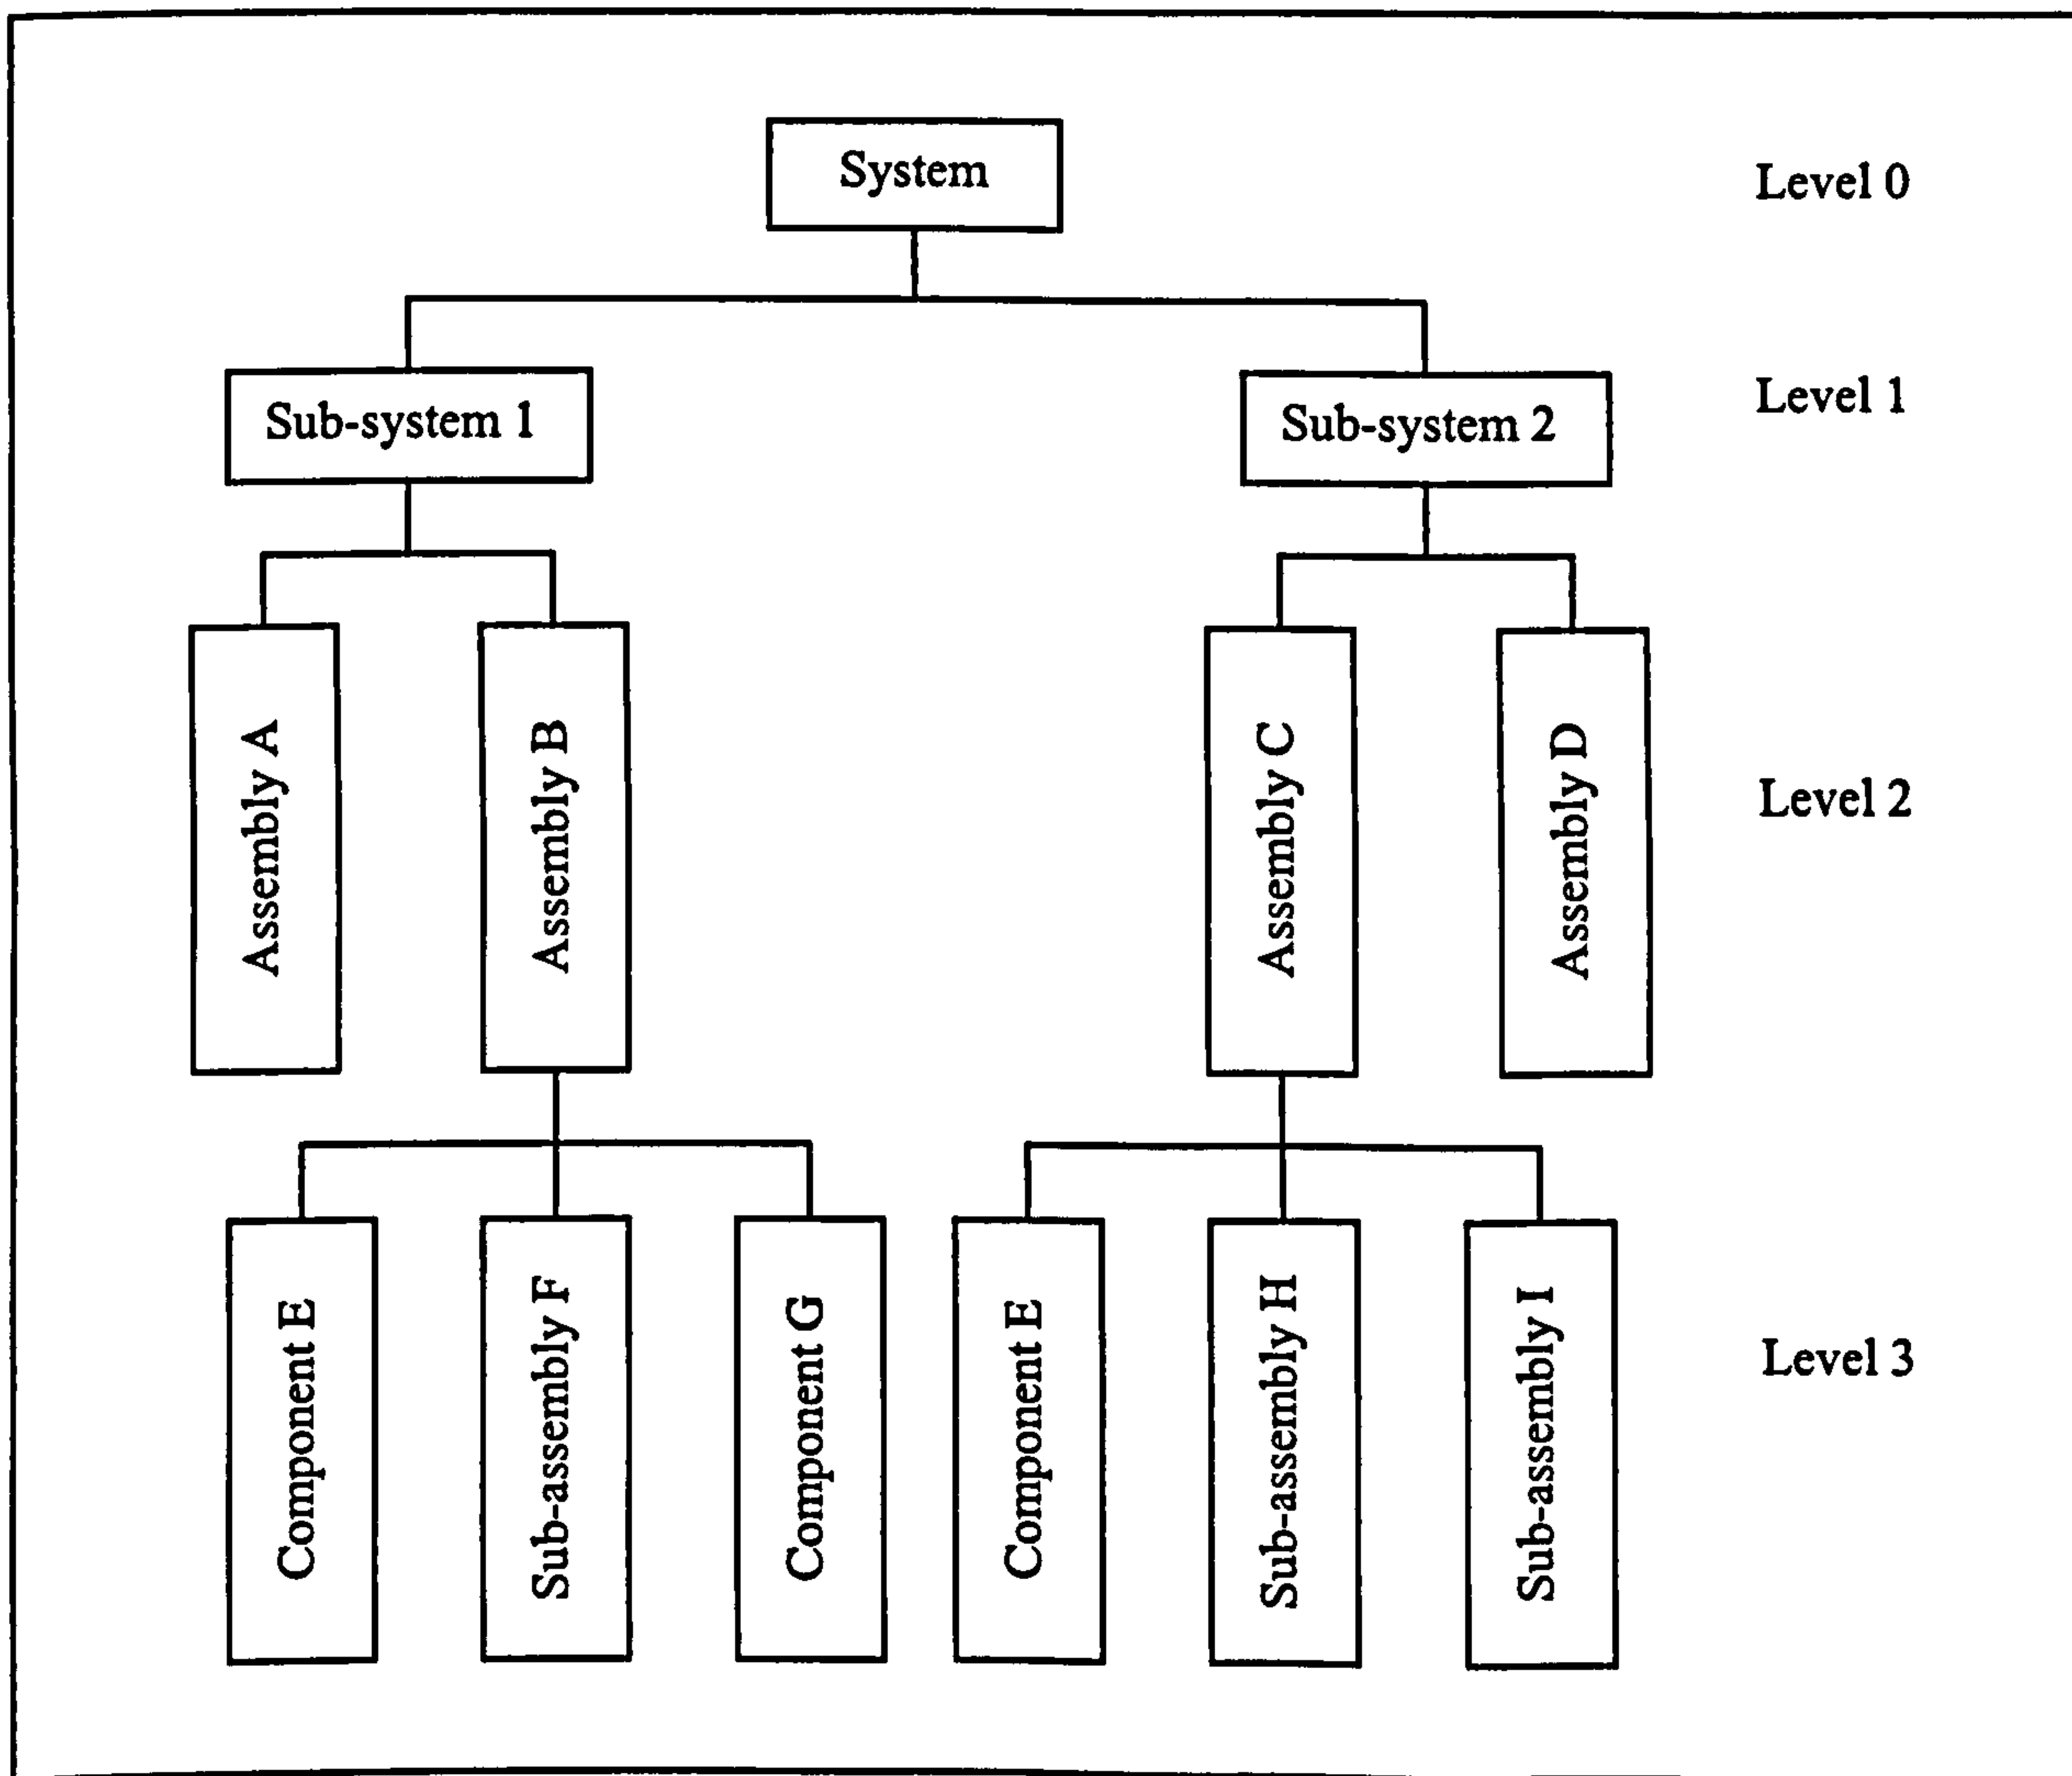 System
Level 0
Sub-system 1
Sub-system 2
Level 1
Assembly A
Assembly B
Assembly C
Assembly D
Level 2
Component E
Sub-assembly F
Component G
Component E
Sub-assembly H
Sub-assembly I
Level 3